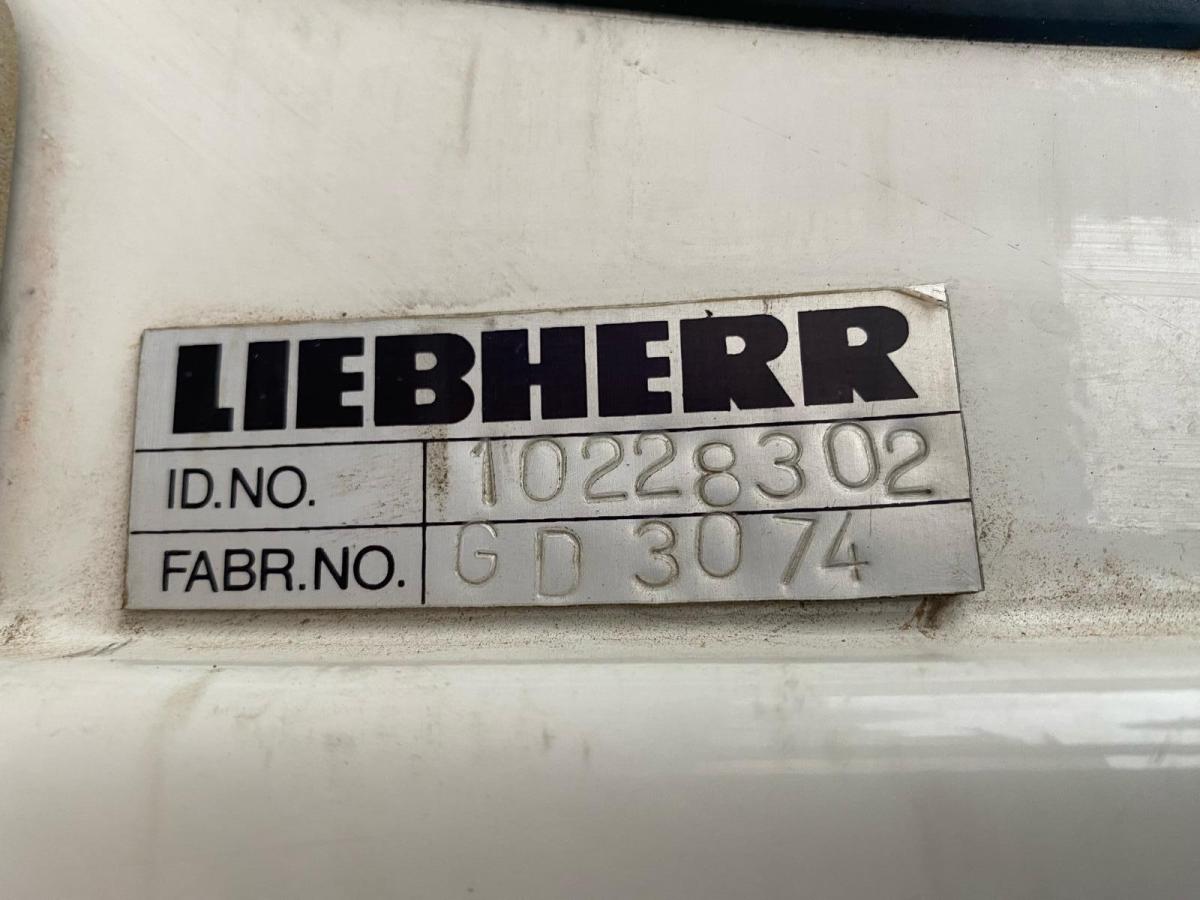 LIEBHERR
ID.NO. 10228302
FABR.NO. GD 3074